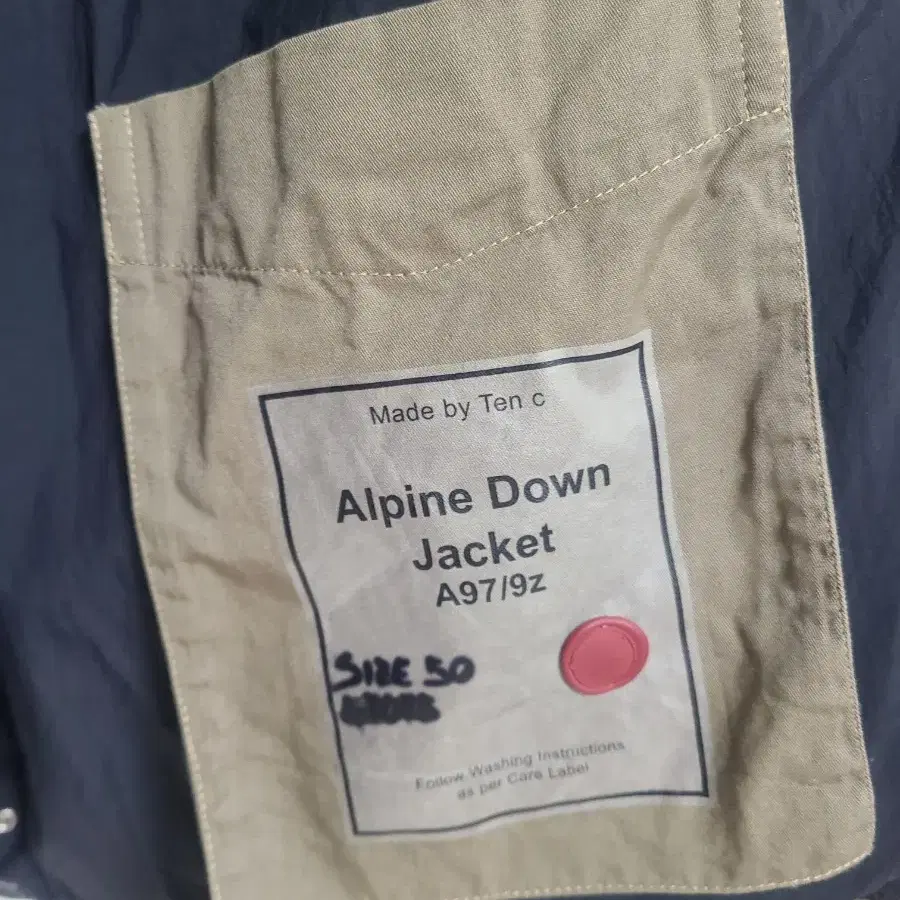 Made by Ten c
Alpine Down
Jacket
A97/9z
SIZE 50
Follow Washing Instructions
as per Care Label